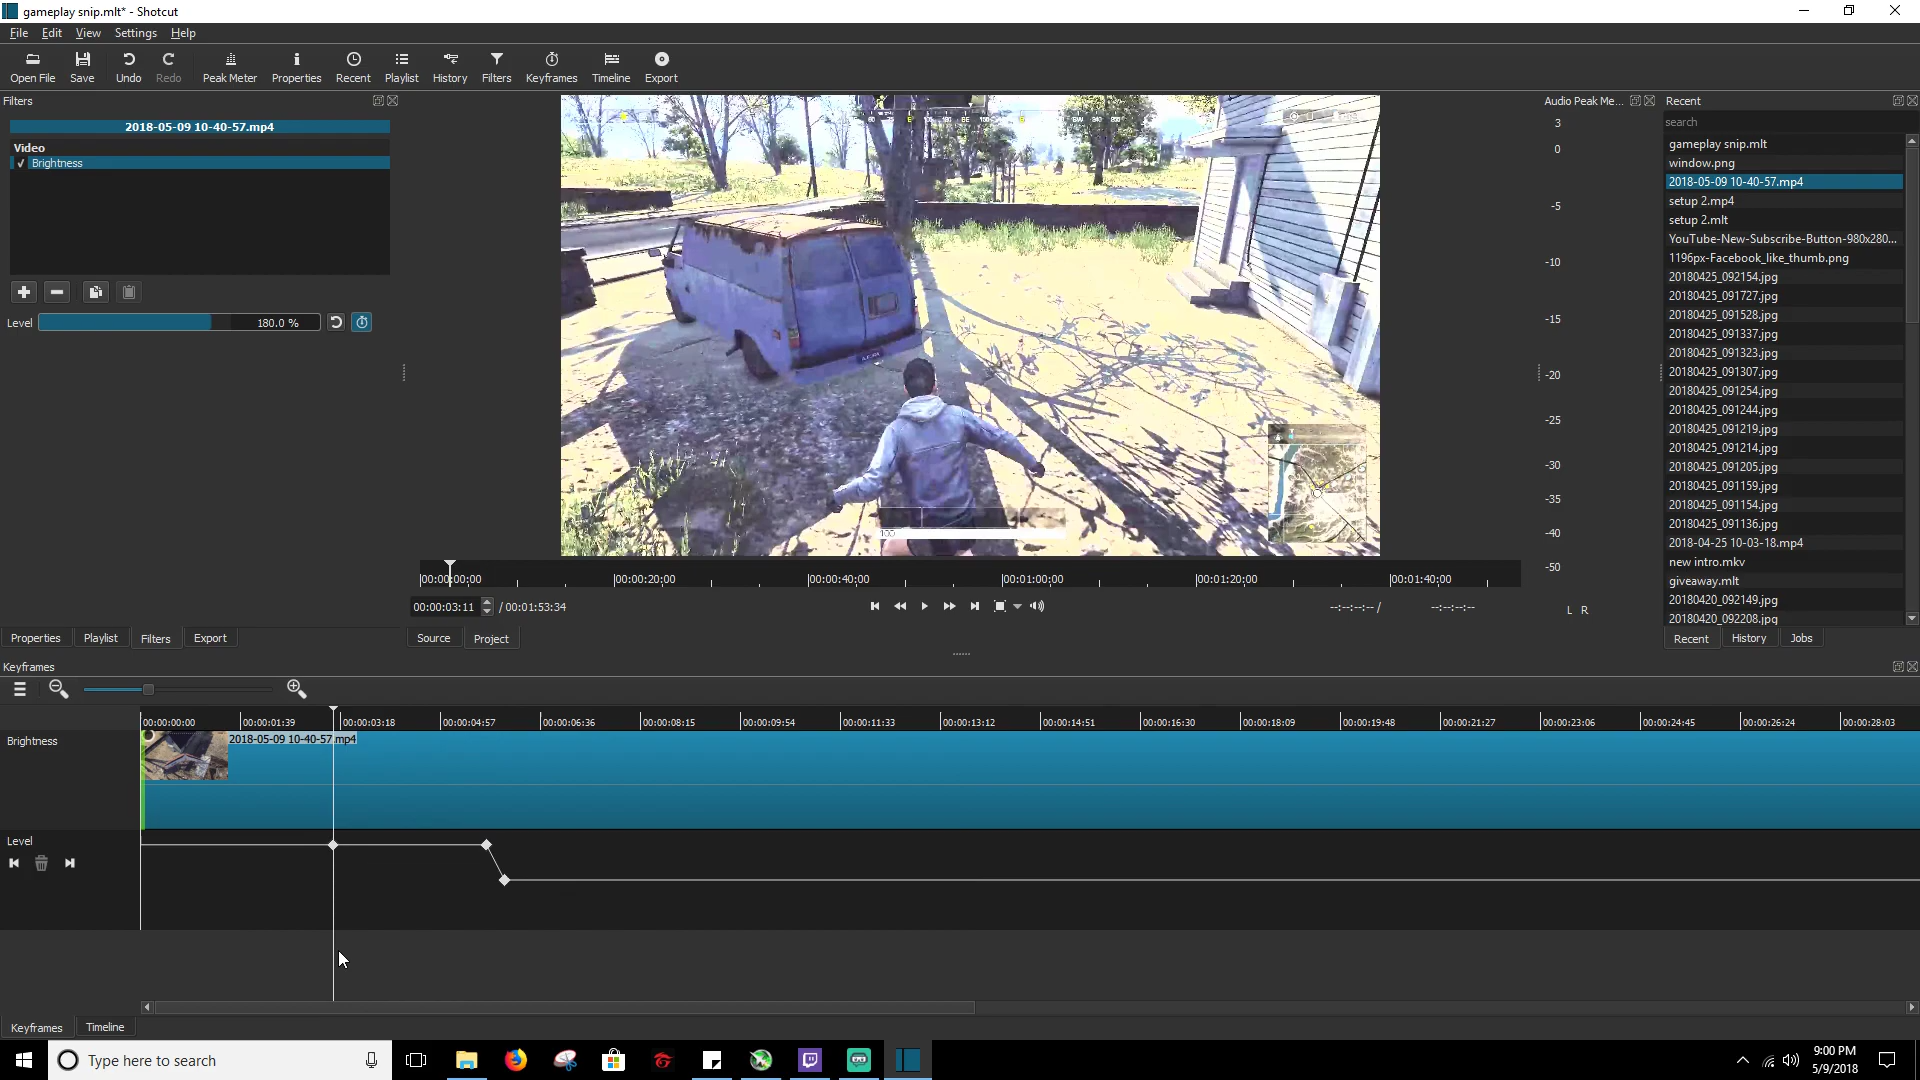 gameplay snip.mlt* - Shotcut
File Edit View Settings Help
Open File Save Undo Redo Peak Meter Properties Recent Playlist History Filters Keyframes Timeline Export
Filters
2018-05-09 10-40-57.mp4
Video
Brightness
Level 180.0 %
100
00:00:00;00 00:00:20;00 00:00:40;00 00:01:00;00 00:01:20;00 00:01:40;00
00:00:03;11 / 00:01:53;34 --:--:--:-- / --:--:--:--
Properties Playlist Filters Export
Source Project
Audio Peak Me...
3
0
-5
-10
-15
-20
-25
-30
-35
-40
-50
L R
Recent
search
gameplay snip.mlt
window.png
2018-05-09 10-40-57.mp4
setup 2.mp4
setup 2.mlt
YouTube-New-Subscribe-Button-980x280...
1196px-Facebook_like_thumb.png
20180425_092154.jpg
20180425_091727.jpg
20180425_091528.jpg
20180425_091337.jpg
20180425_091323.jpg
20180425_091307.jpg
20180425_091254.jpg
20180425_091244.jpg
20180425_091219.jpg
20180425_091214.jpg
20180425_091205.jpg
20180425_091159.jpg
20180425_091154.jpg
20180425_091136.jpg
2018-04-25 10-03-18.mp4
new intro.mkv
giveaway.mlt
20180420_092149.jpg
20180420_092208.jpg
Recent History Jobs
Keyframes
00:00:00:00 00:00:01:39 00:00:03:18 00:00:04:57 00:00:06:36 00:00:08:15 00:00:09:54 00:00:11:33 00:00:13:12 00:00:14:51 00:00:16:30 00:00:18:09 00:00:19:48 00:00:21:27 00:00:23:06 00:00:24:45 00:00:26:24 00:00:28:03
Brightness
2018-05-09 10-40-57.mp4
Level
Keyframes Timeline
Type here to search
9:00 PM
5/9/2018